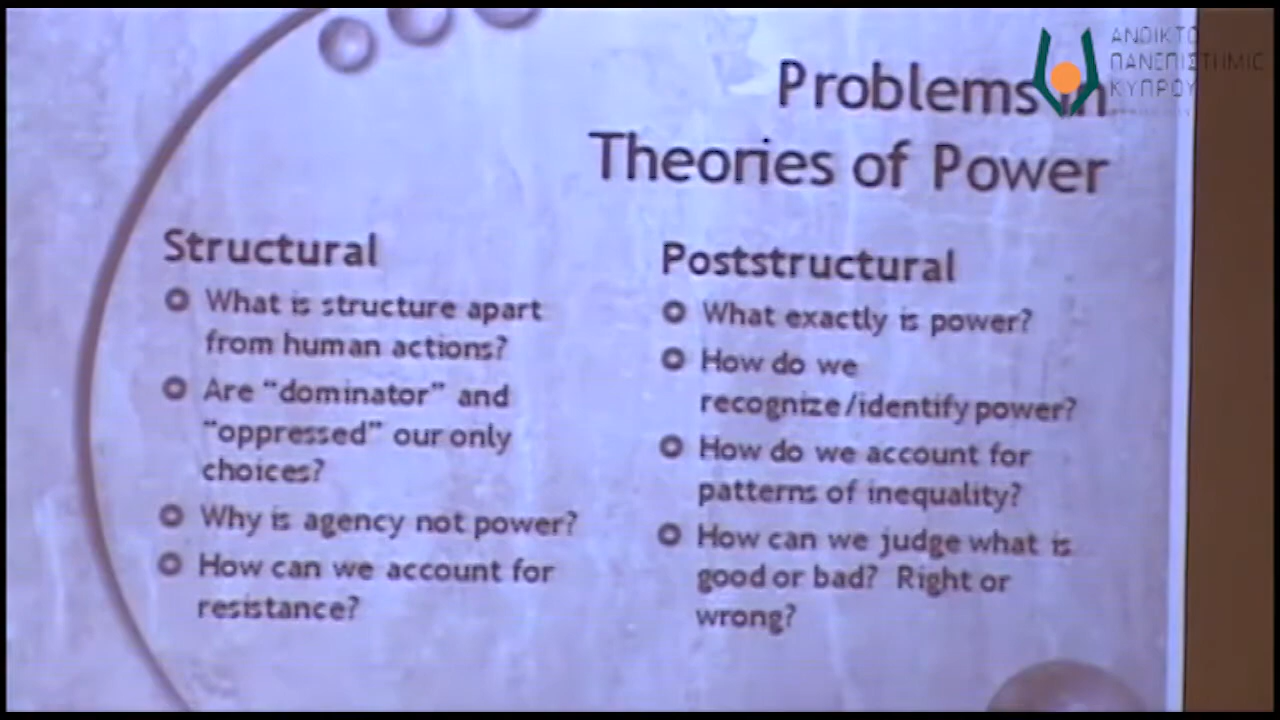 ΑΝΟΙΚΤΟ
ΠΑΝΕΠΙΣΤΗΜΙΟ
ΚΥΠΡΟΥ
Problems in
Theories of Power
Structural
What is structure apart
from human actions?
Are “dominator” and
“oppressed” our only
choices?
Why is agency not power?
How can we account for
resistance?
Poststructural
What exactly is power?
How do we
recognize/identify power?
How do we account for
patterns of inequality?
How can we judge what is
good or bad?  Right or
wrong?